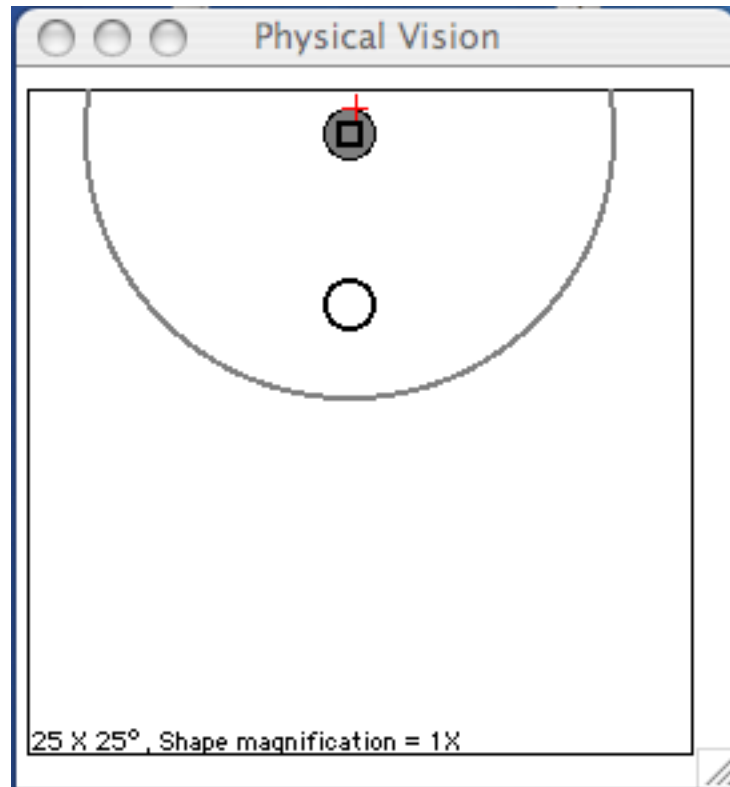 Physical Vision
25 X 25°, Shape magnification = 1X